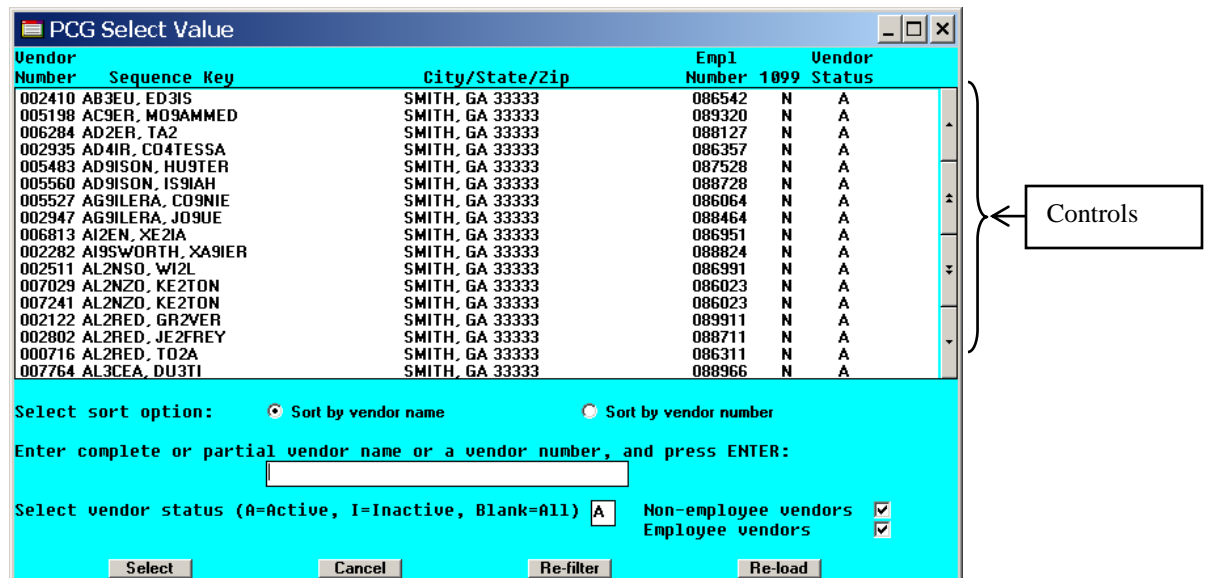 PCG Select Value
Vendor Empl Vendor
Number Sequence Key City/State/Zip Number 1099 Status
002410 AB3EU, ED3IS SMITH, GA 33333 086542 N A
005198 AC9ER, MO9AMMED SMITH, GA 33333 089320 N A
006284 AD2ER, TA2 SMITH, GA 33333 088127 N A
002935 AD4IR, CO4TESSA SMITH, GA 33333 086357 N A
005483 AD9ISON, HU9TER SMITH, GA 33333 087528 N A
005560 AD9ISON, IS9IAH SMITH, GA 33333 088728 N A
005527 AG9ILERA, CO9NIE SMITH, GA 33333 086064 N A
002947 AG9ILERA, JO9UE SMITH, GA 33333 088464 N A
006813 AI2EN, XE2IA SMITH, GA 33333 086951 N A
002282 AI9SWORTH, XA9IER SMITH, GA 33333 088824 N A
002511 AL2NSO, WI2L SMITH, GA 33333 086991 N A
007029 AL2NZO, KE2TON SMITH, GA 33333 086023 N A
007241 AL2NZO, KE2TON SMITH, GA 33333 086023 N A
002122 AL2RED, GR2VER SMITH, GA 33333 089911 N A
002802 AL2RED, JE2FREY SMITH, GA 33333 088711 N A
000716 AL2RED, TO2A SMITH, GA 33333 086311 N A
007764 AL3CEA, DU3TI SMITH, GA 33333 088966 N A
Controls
Select sort option: Sort by vendor name Sort by vendor number
Enter complete or partial vendor name or a vendor number, and press ENTER:
Select vendor status (A=Active, I=Inactive, Blank=All) A Non-employee vendors
Employee vendors
Select Cancel Re-filter Re-load